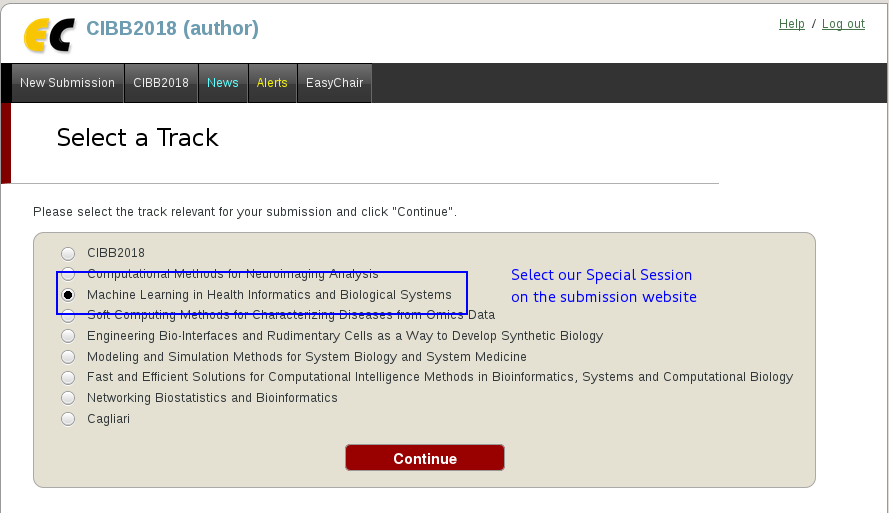 EC CIBB2018 (author) Help / Log out
New Submission CIBB2018 News Alerts EasyChair
Select a Track
Please select the track relevant for your submission and click "Continue".
CIBB2018
Computational Methods for Neuroimaging Analysis
Machine Learning in Health Informatics and Biological Systems
Soft Computing Methods for Characterizing Diseases from Omics Data
Engineering Bio-Interfaces and Rudimentary Cells as a Way to Develop Synthetic Biology
Modeling and Simulation Methods for System Biology and System Medicine
Fast and Efficient Solutions for Computational Intelligence Methods in Bioinformatics, Systems and Computational Biology
Networking Biostatistics and Bioinformatics
Cagliari
Select our Special Session
on the submission website
Continue